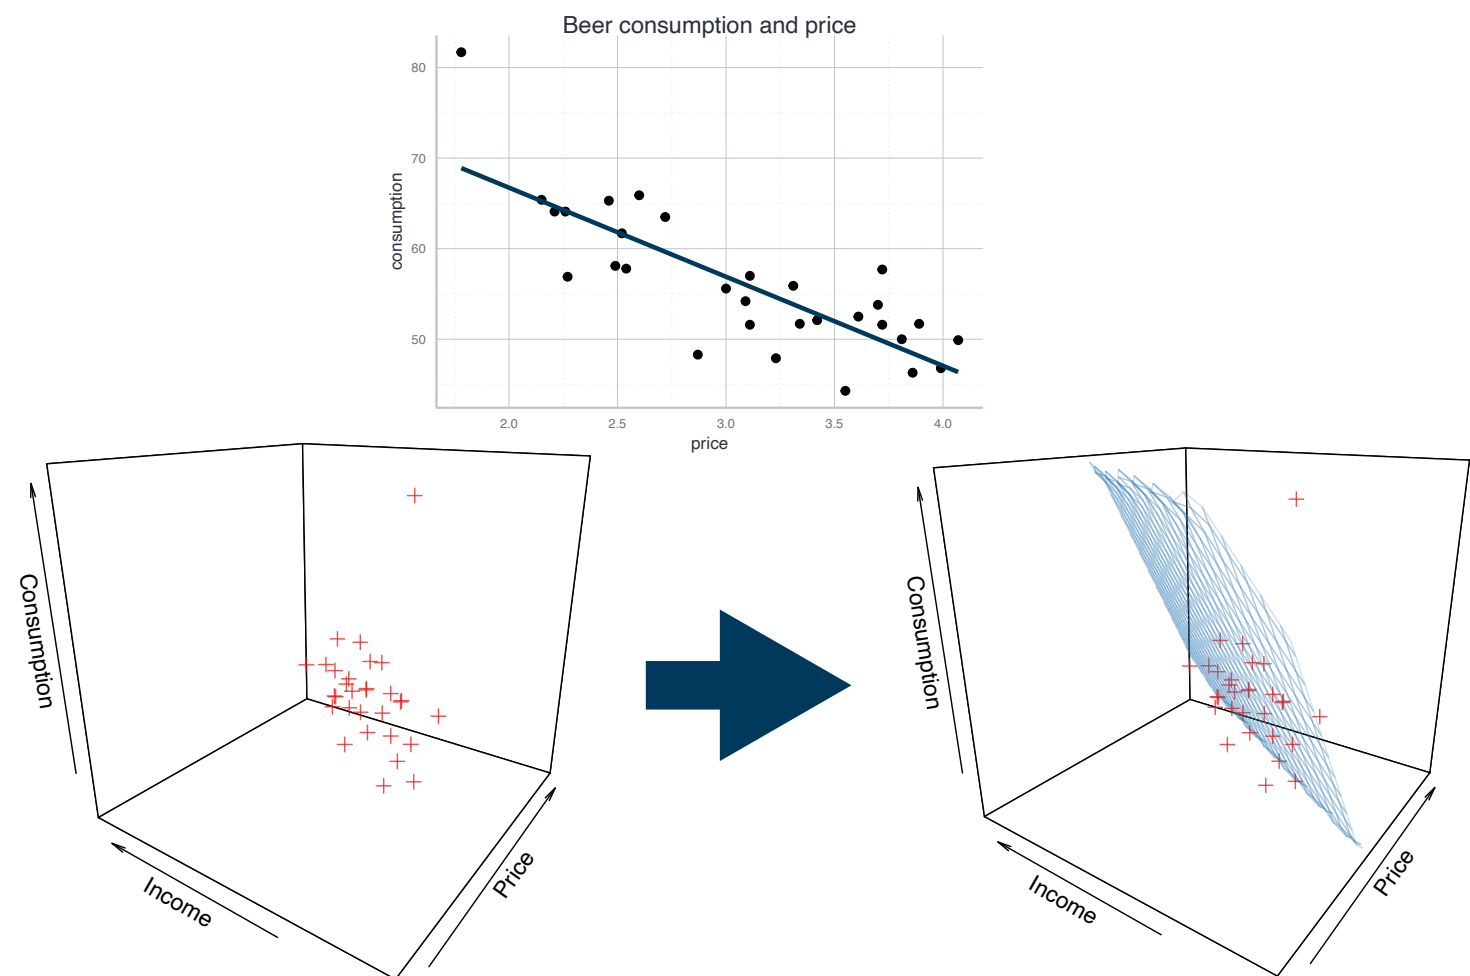 Beer consumption and price
80
70
60
50
consumption
2.0 2.5 3.0 3.5 4.0
price
Consumption
Income
Price
Consumption
Income
Price